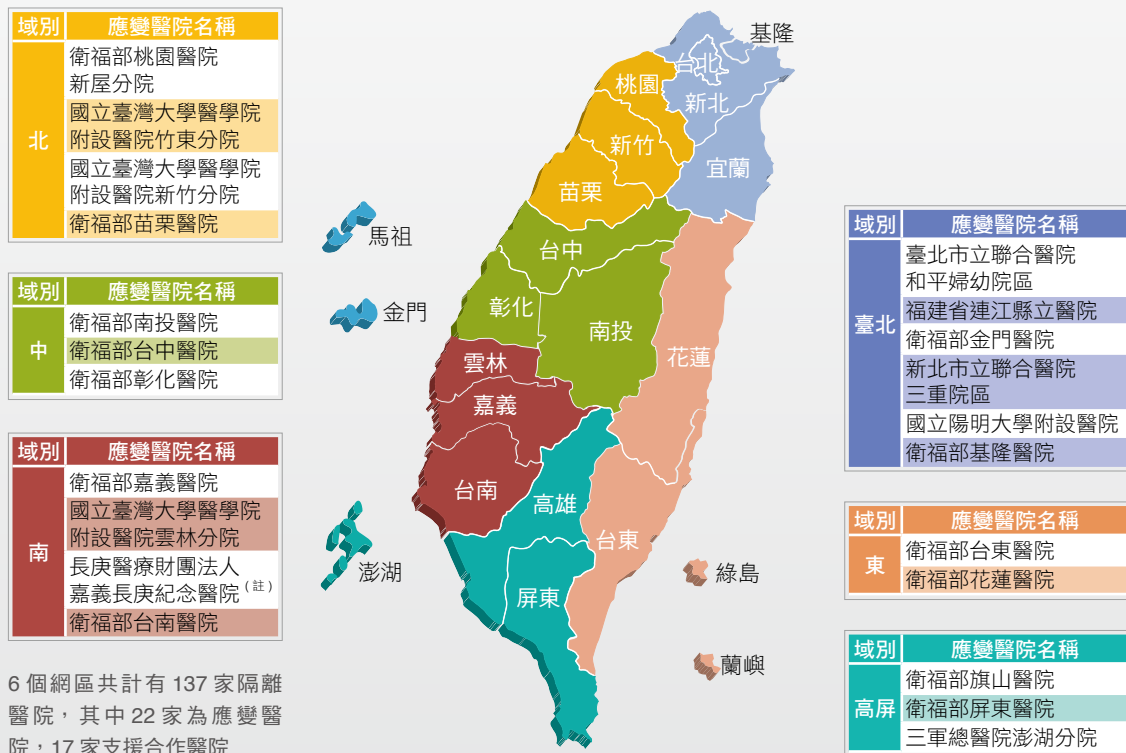 域別 應變醫院名稱
北
衛福部桃園醫院
新屋分院
國立臺灣大學醫學院
附設醫院竹東分院
國立臺灣大學醫學院
附設醫院新竹分院
衛福部苗栗醫院
域別 應變醫院名稱
中
衛福部南投醫院
衛福部台中醫院
衛福部彰化醫院
域別 應變醫院名稱
南
衛福部嘉義醫院
國立臺灣大學醫學院
附設醫院雲林分院
長庚醫療財團法人
嘉義長庚紀念醫院(註)
衛福部台南醫院
6 個網區共計有 137 家隔離
醫院,其中 22 家為應變醫
院,17 家支援合作醫院
基隆
台北
桃園
新北
新竹
宜蘭
苗栗
馬祖
台中
金門
彰化
南投
花蓮
雲林
嘉義
台南
高雄
台東
澎湖
綠島
屏東
蘭嶼
域別 應變醫院名稱
臺北
臺北市立聯合醫院
和平婦幼院區
福建省連江縣立醫院
衛福部金門醫院
新北市立聯合醫院
三重院區
國立陽明大學附設醫院
衛福部基隆醫院
域別 應變醫院名稱
東
衛福部台東醫院
衛福部花蓮醫院
域別 應變醫院名稱
高屏
衛福部旗山醫院
衛福部屏東醫院
三軍總醫院澎湖分院